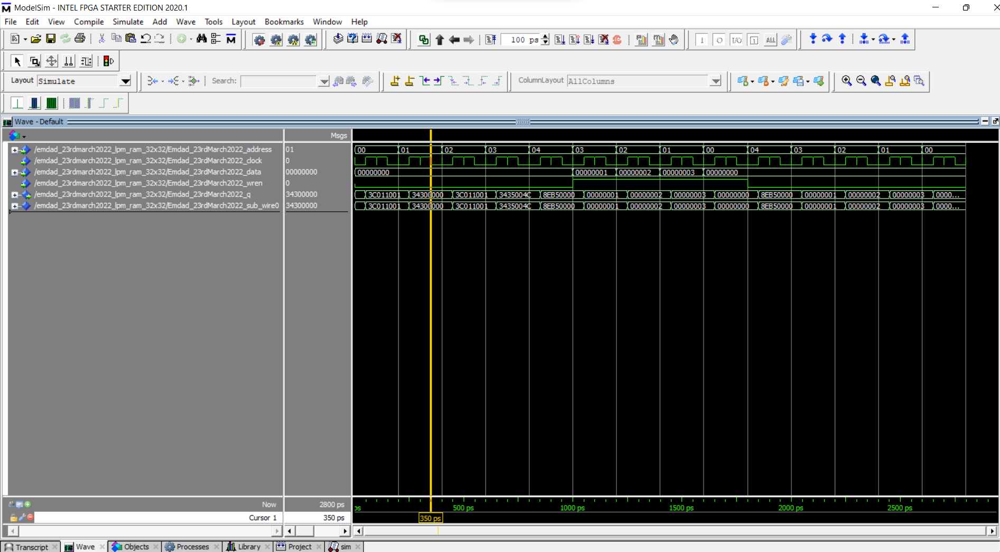 ModelSim - INTEL FPGA STARTER EDITION 2020.1
File Edit View Compile Simulate Add Wave Tools Layout Bookmarks Window Help
100 ps
ALL
Layout Simulate Search: ColumnLayout AllColumns
Wave - Default
Msgs
/emdad_23rdmarch2022_lpm_ram_32x32/Emdad_23rdMarch2022_address 01 00 01 02 03 04 03 02 01 00 04 03 02 01 00
/emdad_23rdmarch2022_lpm_ram_32x32/Emdad_23rdMarch2022_clock 0
/emdad_23rdmarch2022_lpm_ram_32x32/Emdad_23rdMarch2022_data 00000000 00000000 00000001 00000002 00000003 00000000
/emdad_23rdmarch2022_lpm_ram_32x32/Emdad_23rdMarch2022_wren 0
/emdad_23rdmarch2022_lpm_ram_32x32/Emdad_23rdMarch2022_q 34300000 3C011001 34300000 3C011001 3435004C 8EB50000 00000001 00000002 00000003 00000000 8EB50000 00000001 00000002 00000003 0000...
/emdad_23rdmarch2022_lpm_ram_32x32/Emdad_23rdMarch2022_sub_wire0 34300000 3C011001 34300000 3C011001 3435004C 8EB50000 00000001 00000002 00000003 00000000 8EB50000 00000001 00000002 00000003 0000...
Now 2800 ps ps 500 ps 1000 ps 1500 ps 2000 ps 2500 ps
Cursor 1 350 ps 350 ps
Transcript Wave Objects Processes Library Project sim